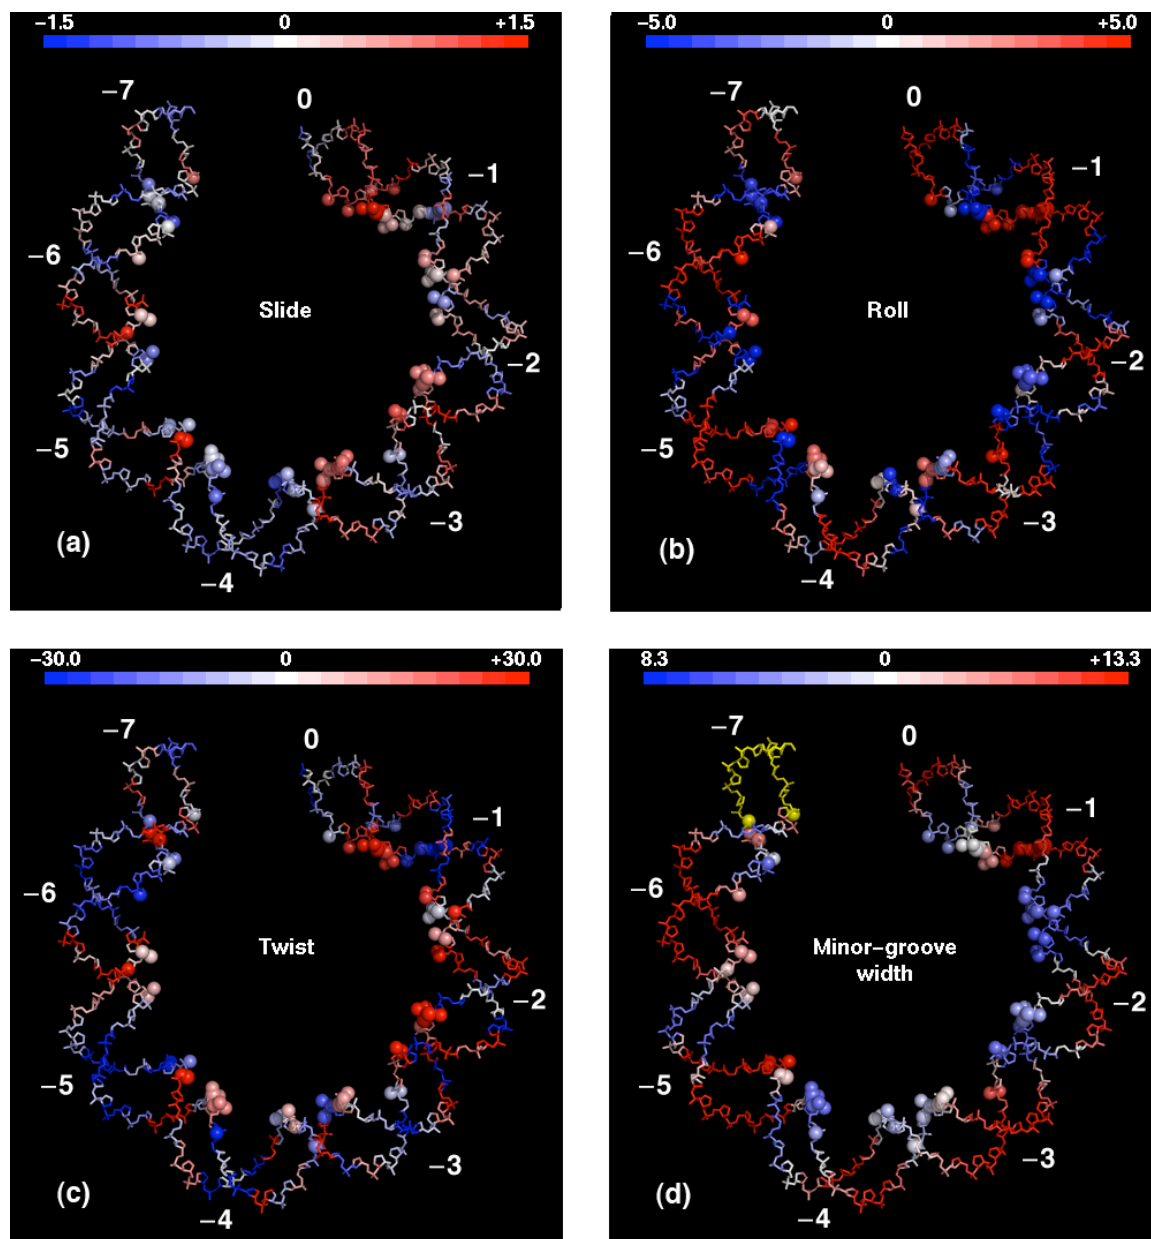 −1.5 0 +1.5
−7
0
−1
−6
Slide
−2
−5
−3
(a)
−4
−5.0 0 +5.0
−7
0
−1
−6
Roll
−2
−5
−3
(b)
−4
−30.0 0 +30.0
−7
0
−1
−6
Twist
−2
−5
−3
(c)
−4
8.3 0 +13.3
−7
0
−1
−6
Minor−groove
width
−2
−5
−3
(d)
−4